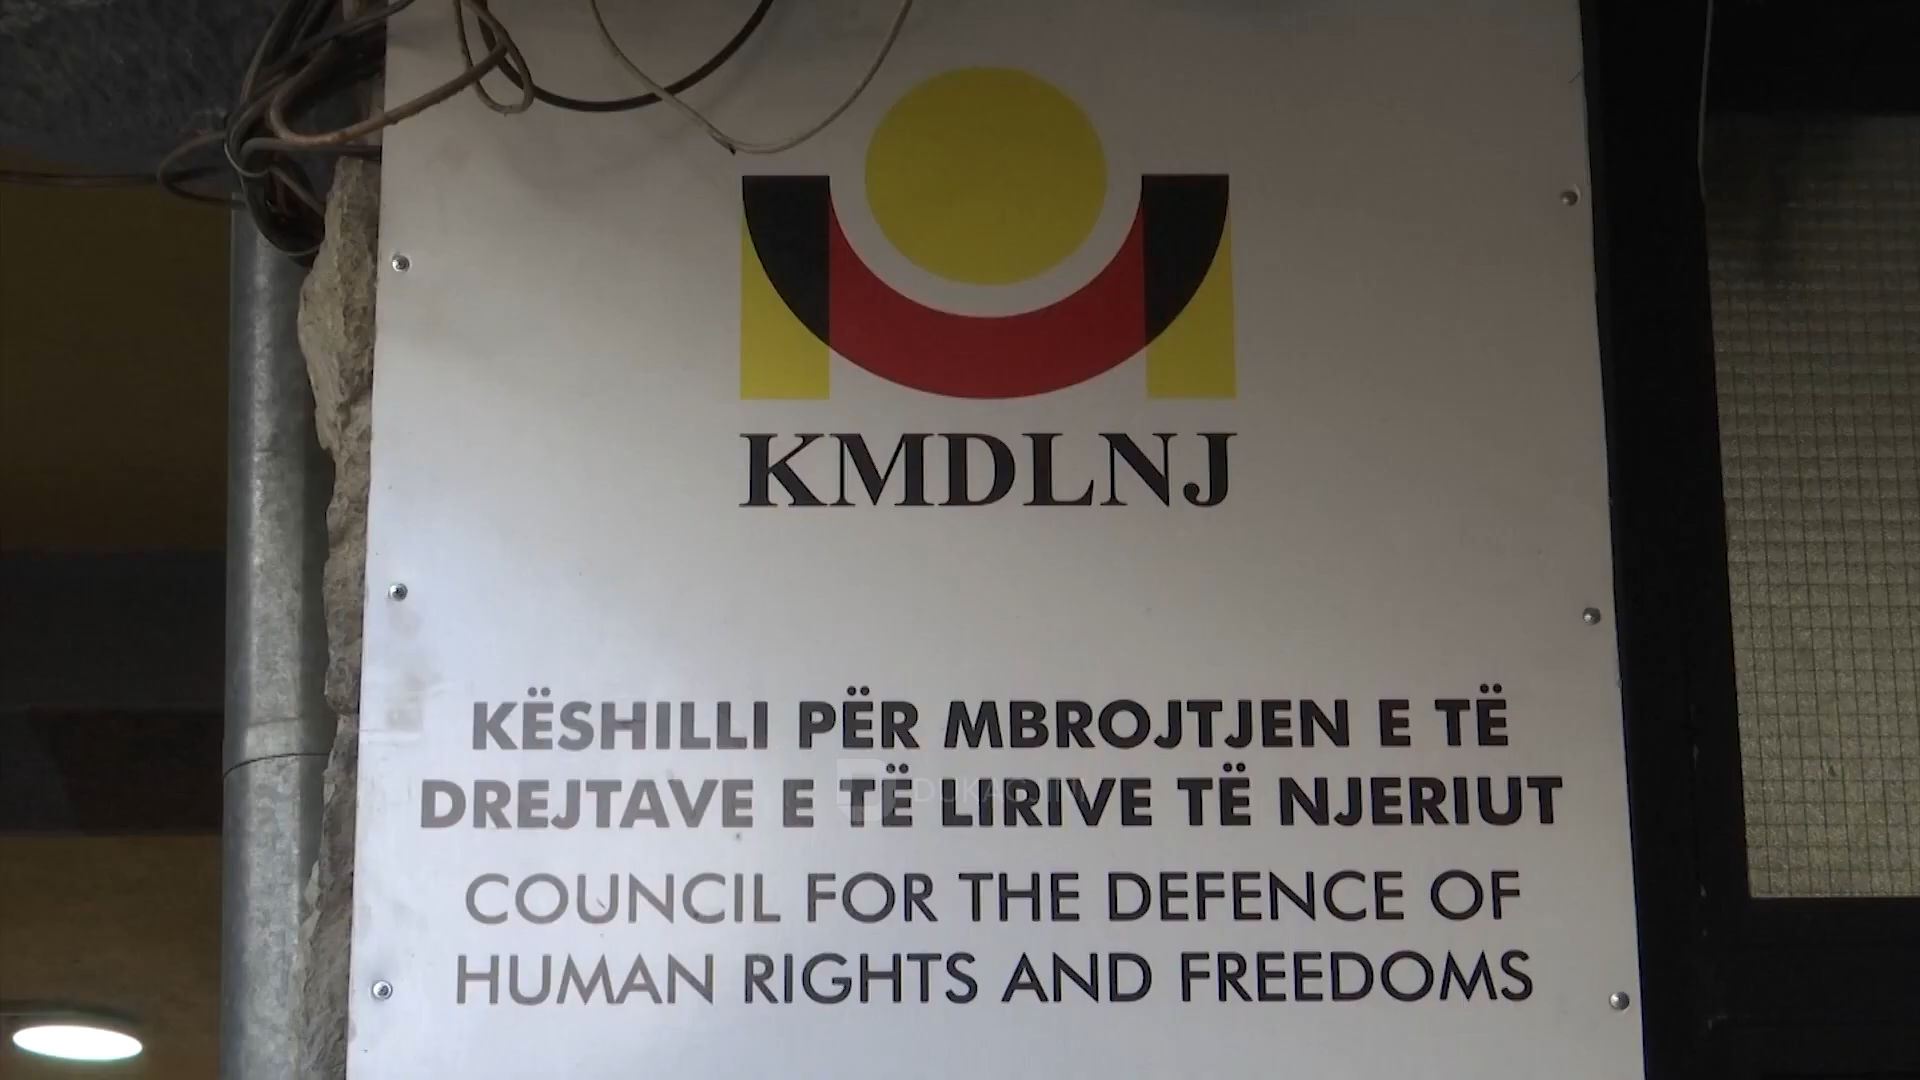 KMDLNJ
KËSHILLI PËR MBROJTJEN E TË
DREJTAVE E TË LIRIVE TË NJERIUT
COUNCIL FOR THE DEFENCE OF
HUMAN RIGHTS AND FREEDOMS